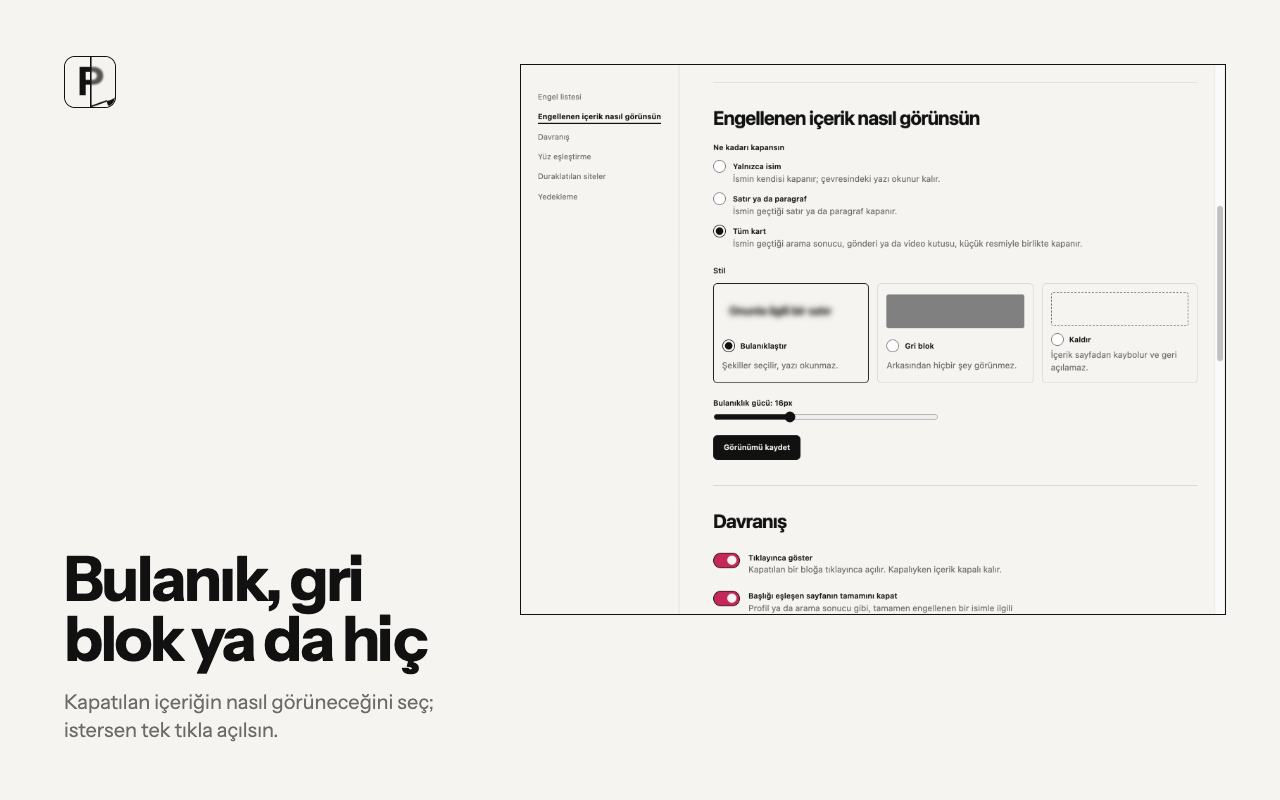 P
Bulanık, gri
blok ya da hiç
Kapatılan içeriğin nasıl görüneceğini seç;
istersen tek tıkla açılsın.
Engel listesi
Engellenen içerik nasıl görünsün
Davranış
Yüz eşleştirme
Duraklatılan siteler
Yedekleme
Engellenen içerik nasıl görünsün
Ne kadarı kapansın
Yalnızca isim
İsmin kendisi kapanır; çevresindeki yazı okunur kalır.
Satır ya da paragraf
İsmin geçtiği satır ya da paragraf kapanır.
Tüm kart
İsmin geçtiği arama sonucu, gönderi ya da video kutusu, küçük resmiyle birlikte kapanır.
Stil
Onunla ilgili bir satır
Bulanıklaştır
Şekiller seçilir, yazı okunmaz.
Gri blok
Arkasından hiçbir şey görünmez.
Kaldır
İçerik sayfadan kaybolur ve geri
açılamaz.
Bulanıklık gücü: 16px
Görünümü kaydet
Davranış
Tıklayınca göster
Kapatılan bir bloğa tıklayınca açılır. Kapalıyken içerik kapalı kalır.
Başlığı eşleşen sayfanın tamamını kapat
Profil ya da arama sonucu gibi, tamamen engellenen bir isimle ilgili